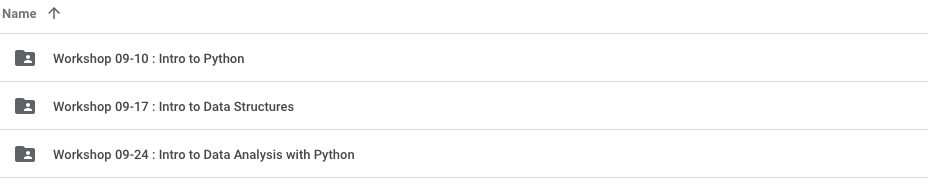 Name
Workshop 09-10 : Intro to Python
Workshop 09-17 : Intro to Data Structures
Workshop 09-24 : Intro to Data Analysis with Python